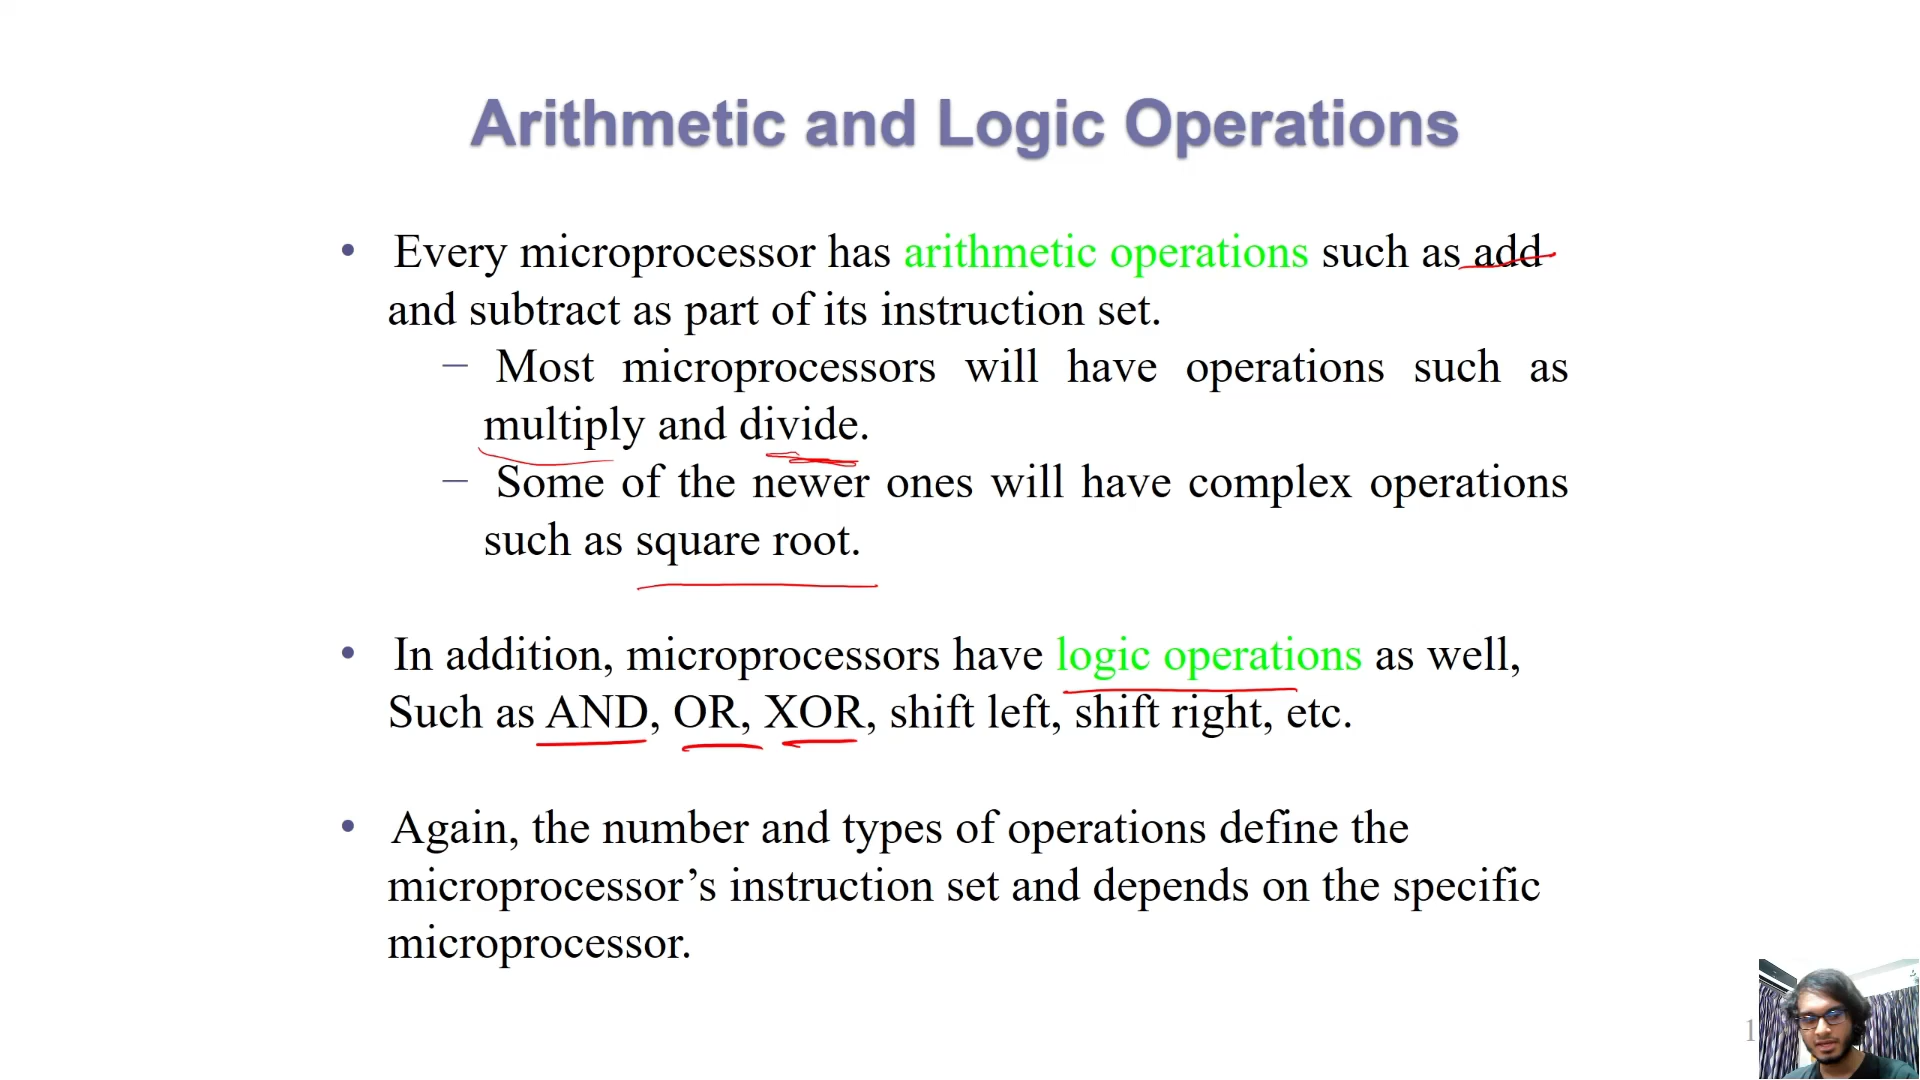 Arithmetic and Logic Operations
• Every microprocessor has arithmetic operations such as add
and subtract as part of its instruction set.
– Most microprocessors will have operations such as
multiply and divide.
– Some of the newer ones will have complex operations
such as square root.
• In addition, microprocessors have logic operations as well,
Such as AND, OR, XOR, shift left, shift right, etc.
• Again, the number and types of operations define the
microprocessor’s instruction set and depends on the specific
microprocessor.